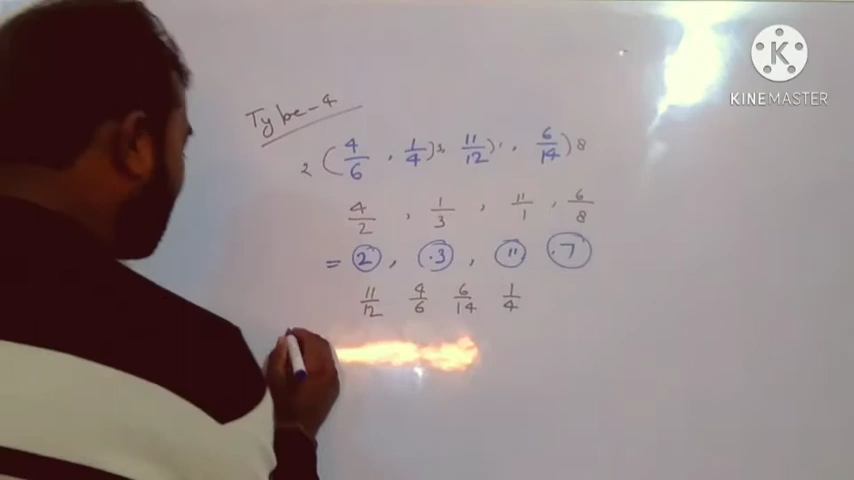 Type-4
2 ( 4/6 , 1/4 )3, 11/12 )1 , 6/14 ) 8
4/2 , 1/3 , 11/1 , 6/8
= 2 , .3 , 11 .7
11/12 4/6 6/14 1/4
K
KINEMASTER